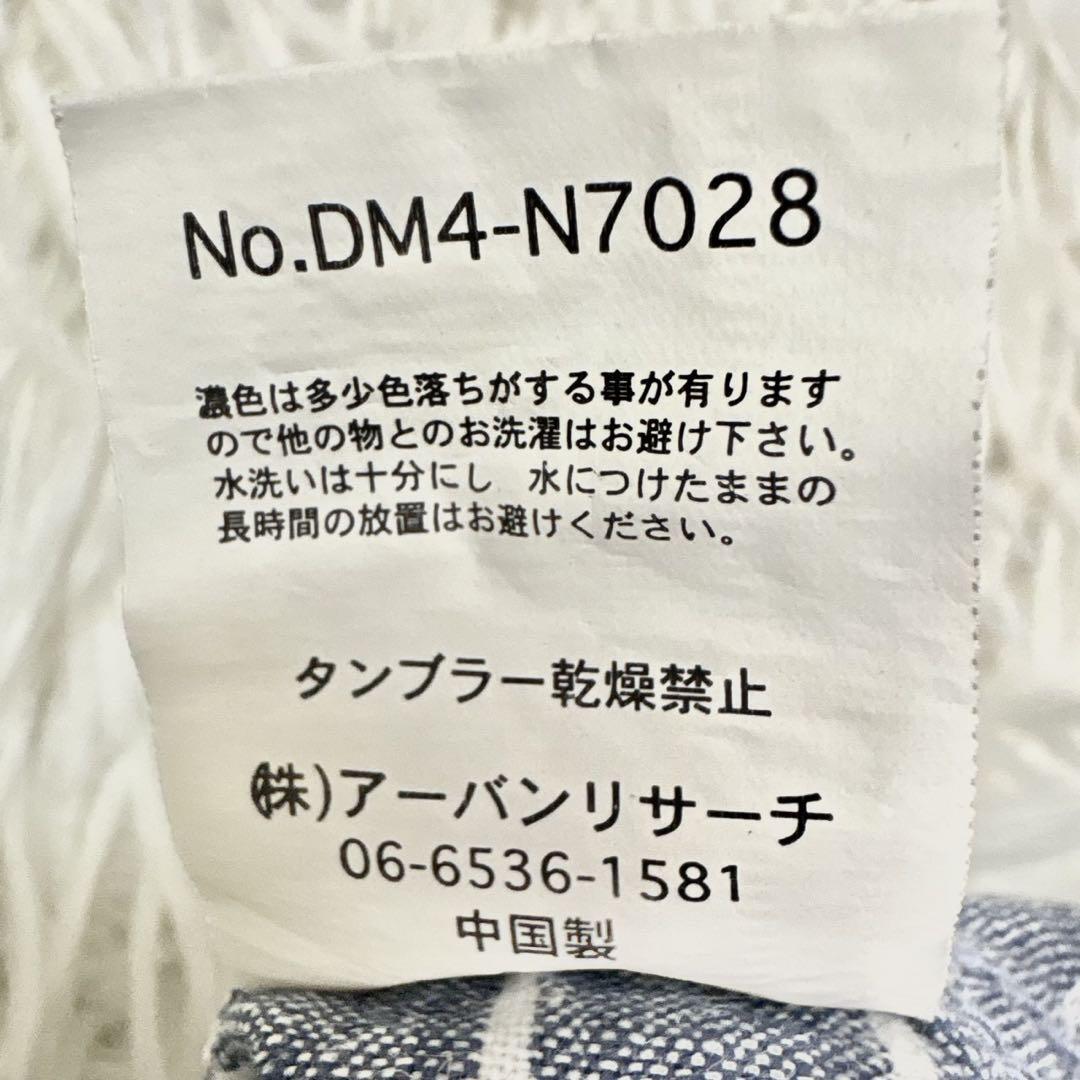 No.DM4-N7028
濃色は多少色落ちがする事が有ります
ので他の物とのお洗濯はお避け下さい。
水洗いは十分にし 水につけたままの
長時間の放置はお避けください。
タンブラー乾燥禁止
(株)アーバンリサーチ
06-6536-1581
中国製